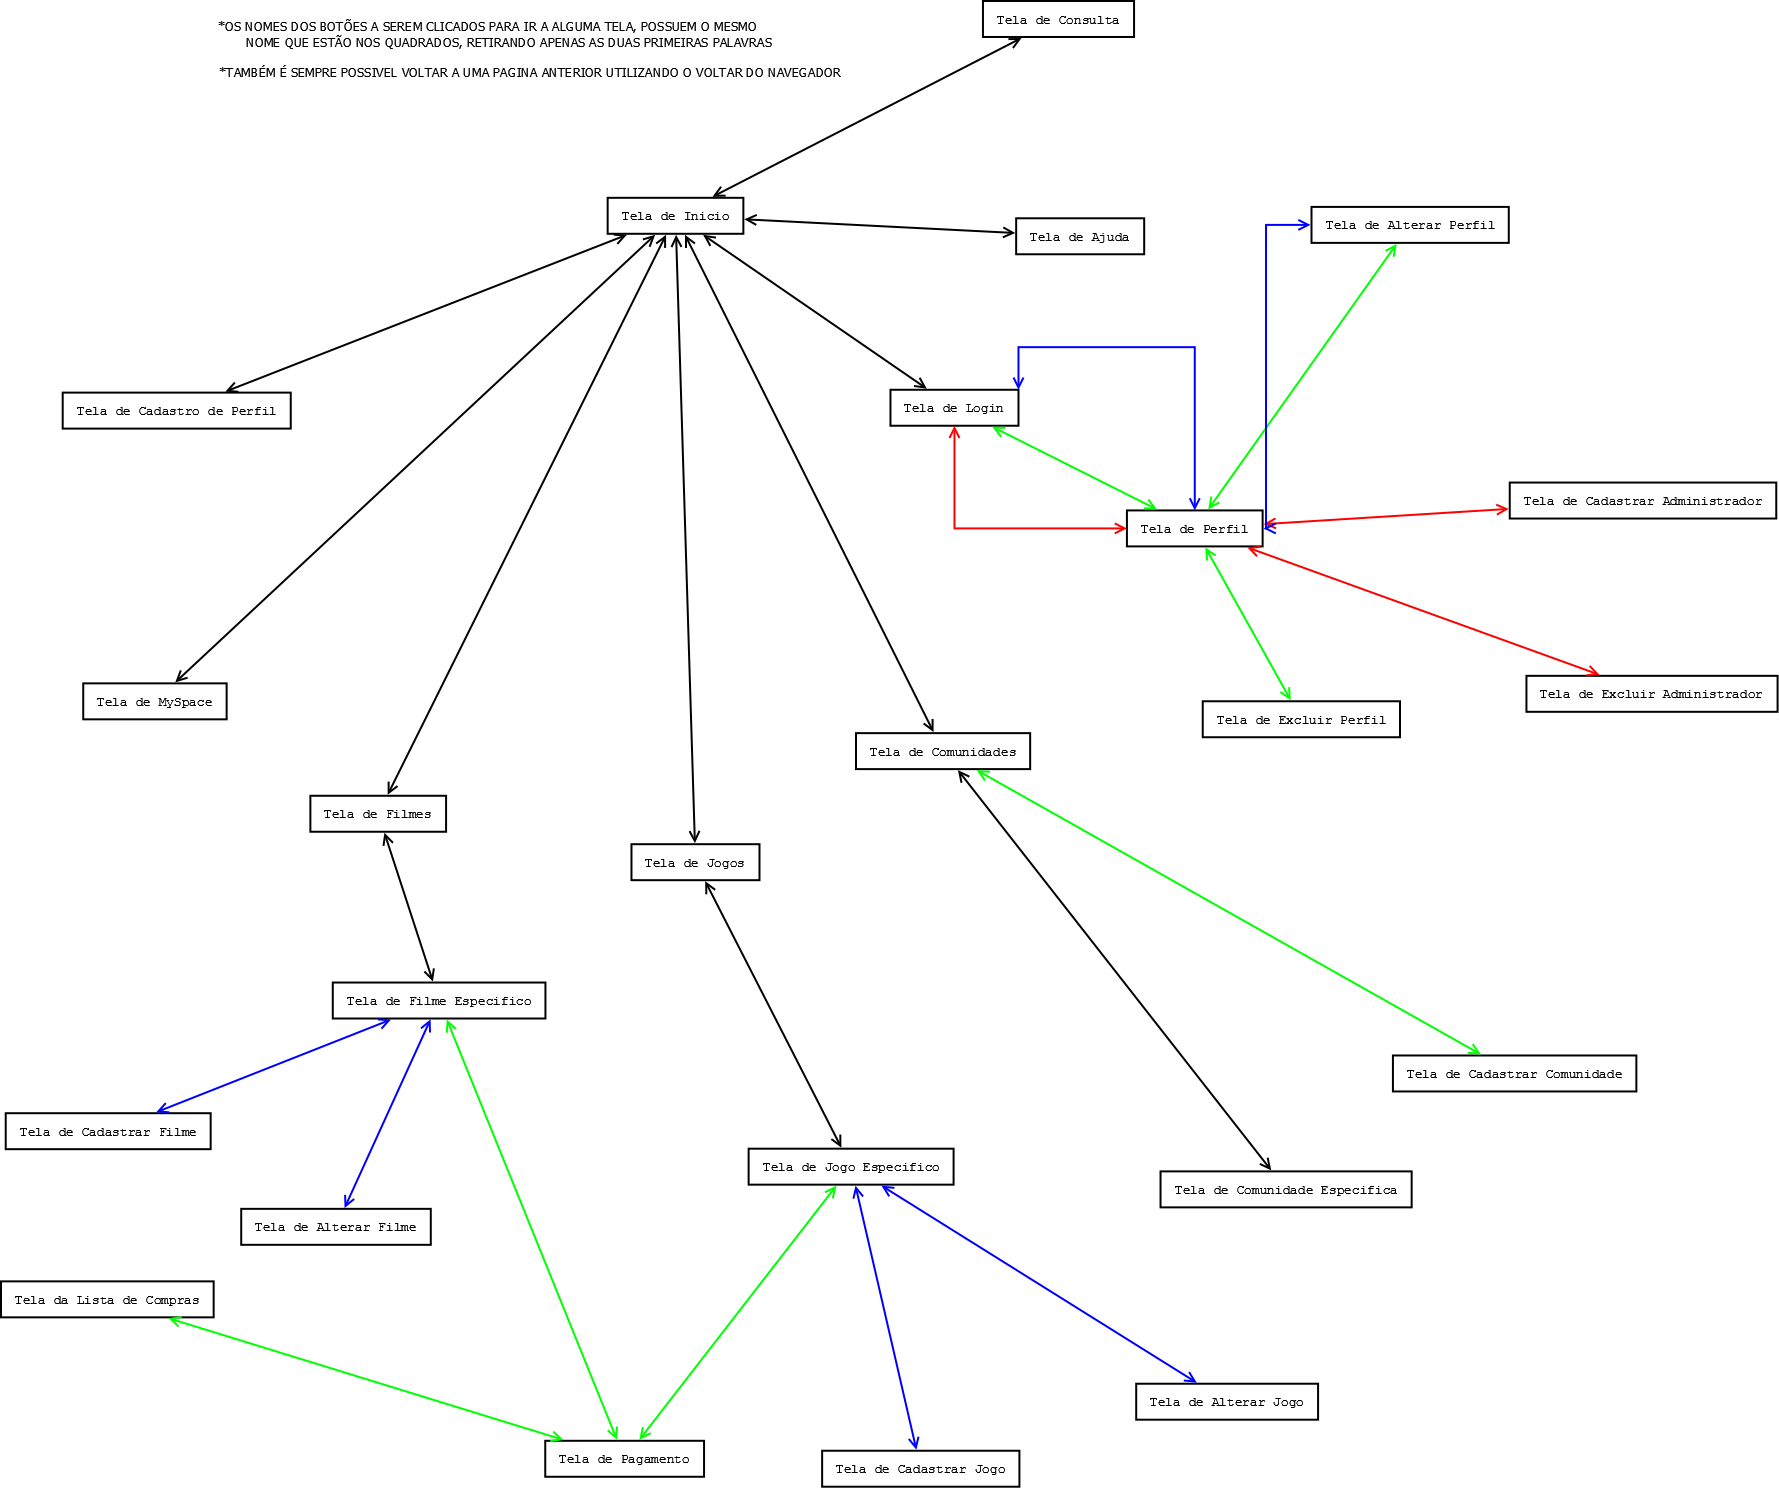 Tela de Consulta
*OS NOMES DOS BOTÕES A SEREM CLICADOS PARA IR A ALGUMA TELA, POSSUEM O MESMO
NOME QUE ESTÃO NOS QUADRADOS, RETIRANDO APENAS AS DUAS PRIMEIRAS PALAVRAS
*TAMBÉM É SEMPRE POSSIVEL VOLTAR A UMA PAGINA ANTERIOR UTILIZANDO O VOLTAR DO NAVEGADOR
Tela de Inicio
Tela de Ajuda
Tela de Alterar Perfil
Tela de Cadastro de Perfil
Tela de Login
Tela de Cadastrar Administrador
Tela de Perfil
Tela de MySpace
Tela de Excluir Administrador
Tela de Excluir Perfil
Tela de Comunidades
Tela de Filmes
Tela de Jogos
Tela de Filme Especifico
Tela de Cadastrar Comunidade
Tela de Cadastrar Filme
Tela de Jogo Especifico
Tela de Comunidade Especifica
Tela de Alterar Filme
Tela da Lista de Compras
Tela de Alterar Jogo
Tela de Pagamento
Tela de Cadastrar Jogo